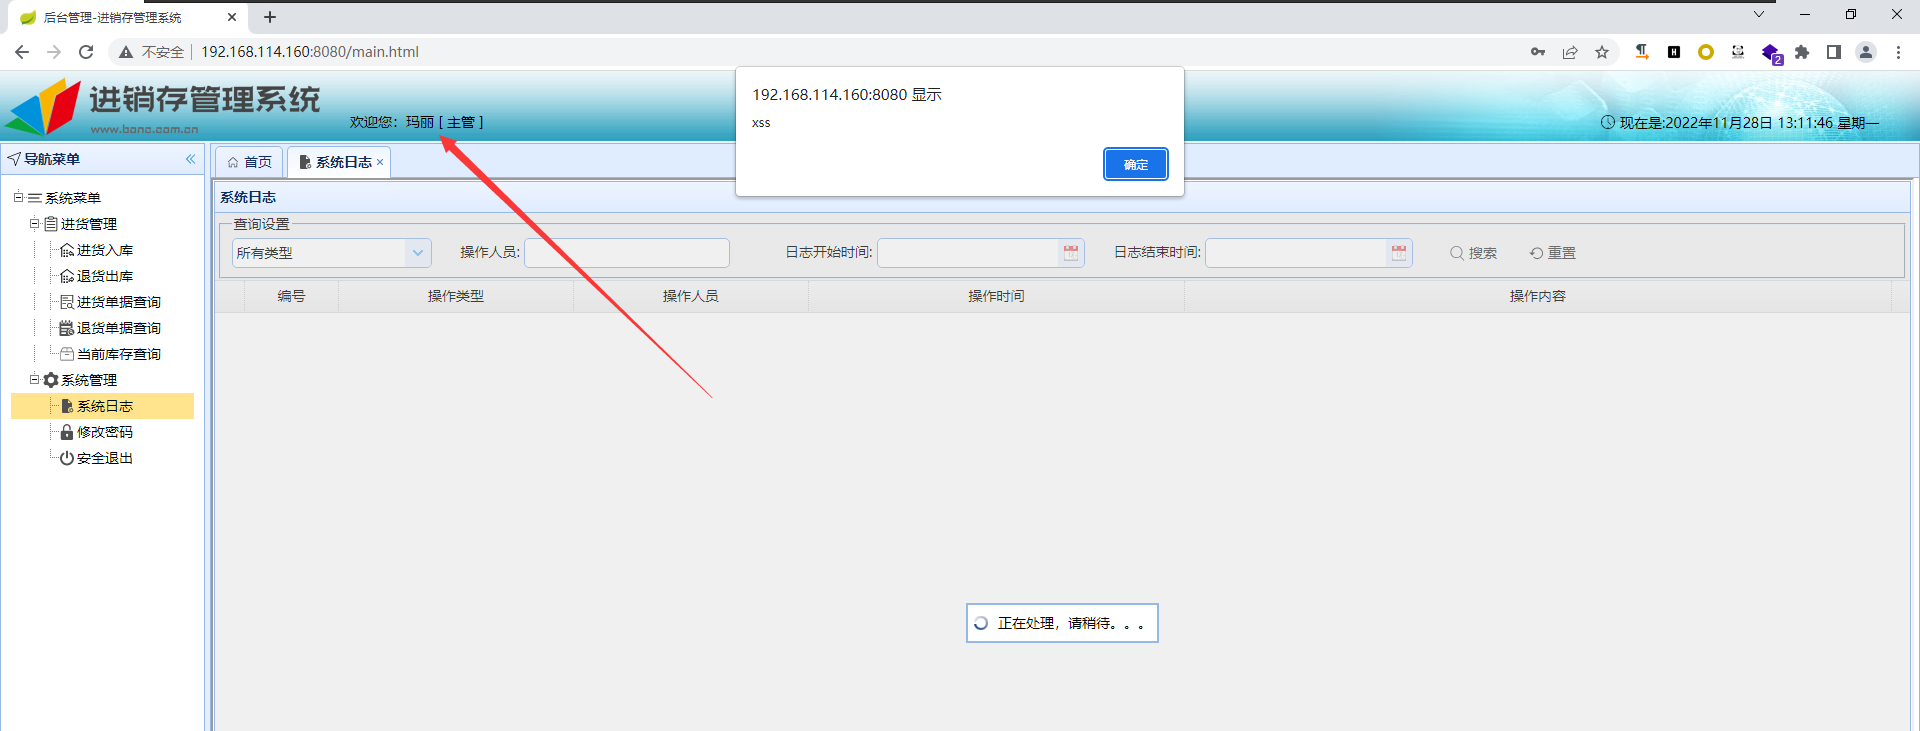 后台管理-进销存管理系统
不安全
192.168.114.160:8080/main.html
2
进销存管理系统
欢迎您：玛丽 [ 主管 ]
现在是:2022年11月28日 13:11:46 星期一
192.168.114.160:8080 显示
xss
确定
导航菜单
首页
系统日志
系统菜单
进货管理
进货入库
退货出库
进货单据查询
退货单据查询
当前库存查询
系统管理
系统日志
修改密码
安全退出
系统日志
查询设置
所有类型
操作人员:
日志开始时间:
日志结束时间:
搜索
重置
编号 操作类型 操作人员 操作时间 操作内容
正在处理，请稍待。。。